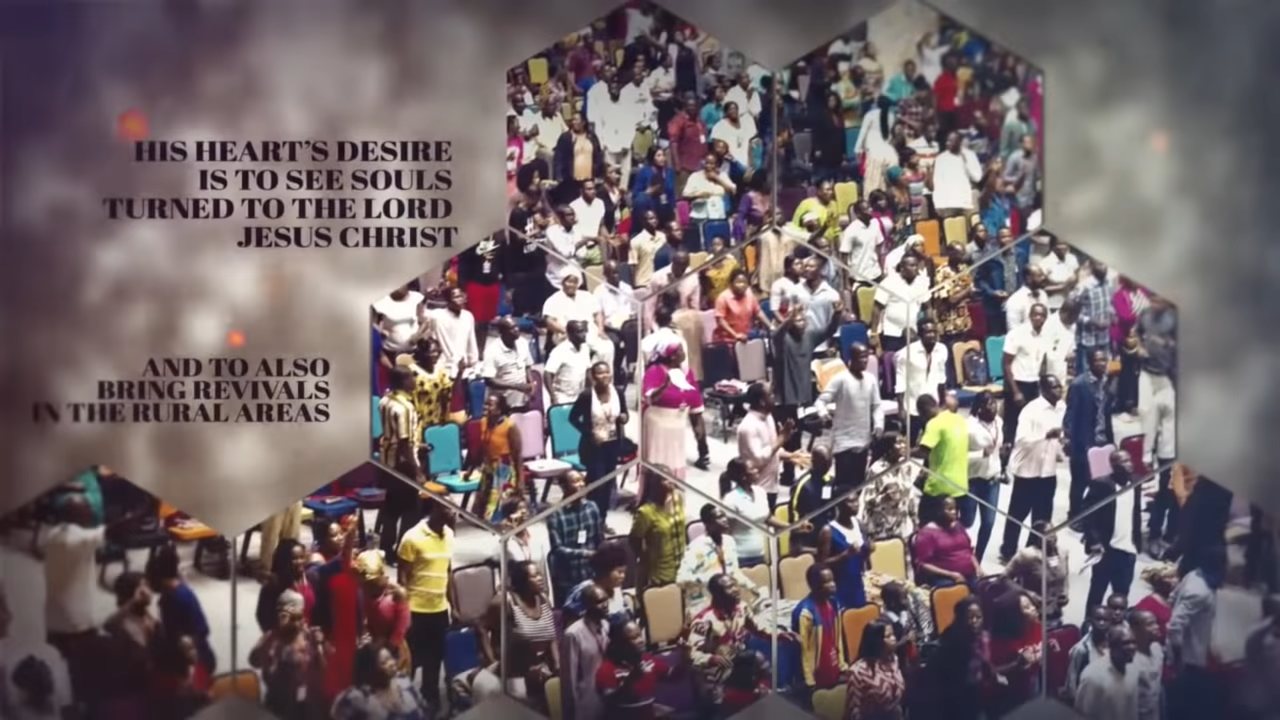 HIS HEART'S DESIRE
IS TO SEE SOULS
TURNED TO THE LORD
JESUS CHRIST
AND TO ALSO
BRING REVIVALS
IN THE RURAL AREAS